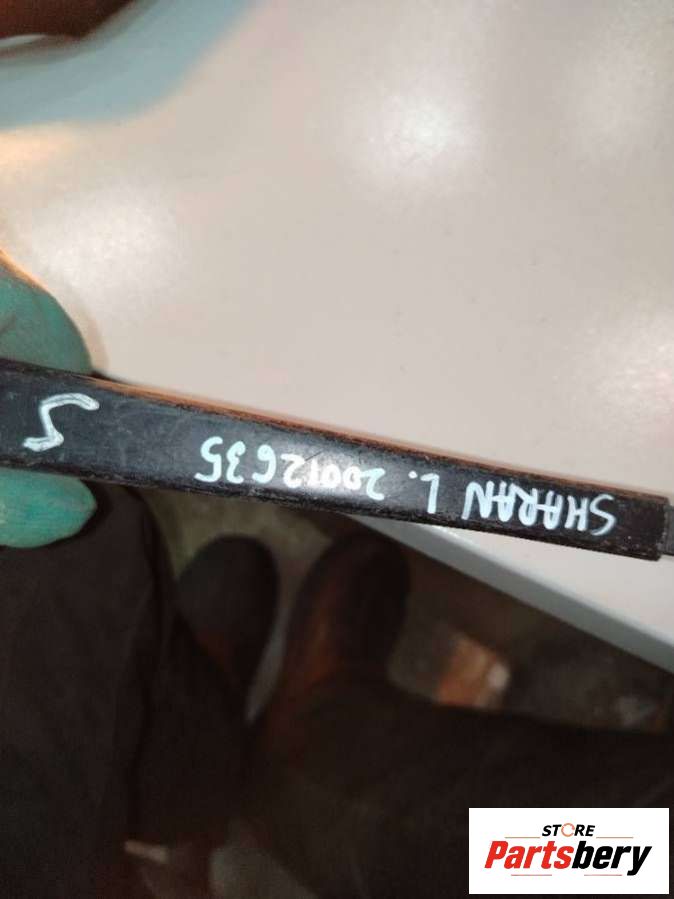 SHARAN L. 20012635
STORE
Partsbery